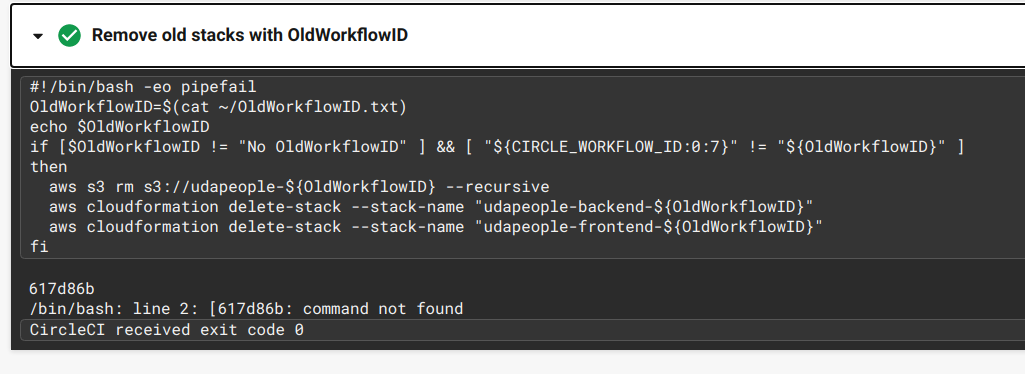 Remove old stacks with OldWorkflowID
#!/bin/bash -eo pipefail
OldWorkflowID=$(cat ~/OldWorkflowID.txt)
echo $OldWorkflowID
if [$OldWorkflowID != "No OldWorkflowID" ] && [ "${CIRCLE_WORKFLOW_ID:0:7}" != "${OldWorkflowID}" ]
then
  aws s3 rm s3://udapeople-${OldWorkflowID} --recursive
  aws cloudformation delete-stack --stack-name "udapeople-backend-${OldWorkflowID}"
  aws cloudformation delete-stack --stack-name "udapeople-frontend-${OldWorkflowID}"
fi
617d86b
/bin/bash: line 2: [617d86b: command not found
CircleCI received exit code 0